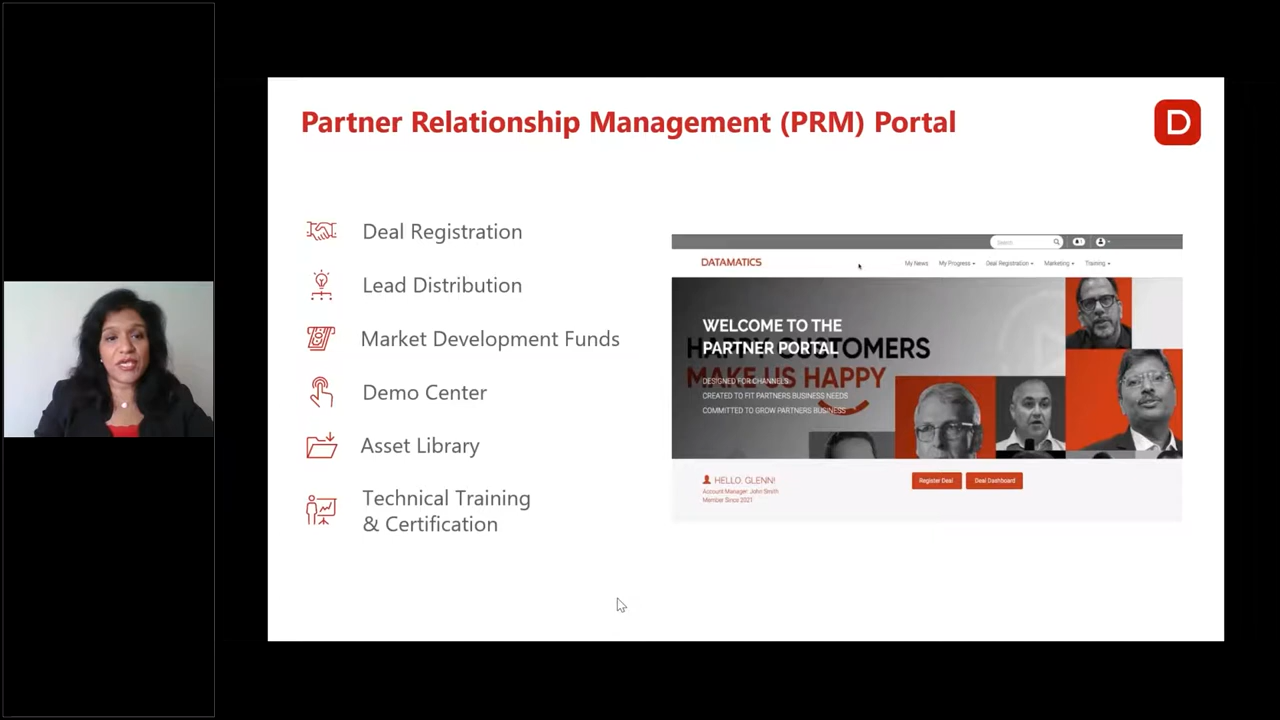 Partner Relationship Management (PRM) Portal
D
Deal Registration
Lead Distribution
Market Development Funds
Demo Center
Asset Library
Technical Training
& Certification
Search
DATAMATICS
My News
My Progress
Deal Registration
Marketing
Training
WELCOME TO THE
PARTNER PORTAL
HAPPY CUSTOMERS
MAKE US HAPPY
DESIGNED FOR CHANNELS
CREATED TO FIT PARTNERS BUSINESS NEEDS
COMMITTED TO GROW PARTNERS BUSINESS
HELLO, GLENN!
Account Manager: John Smith
Member Since 2021
Register Deal
Deal Dashboard